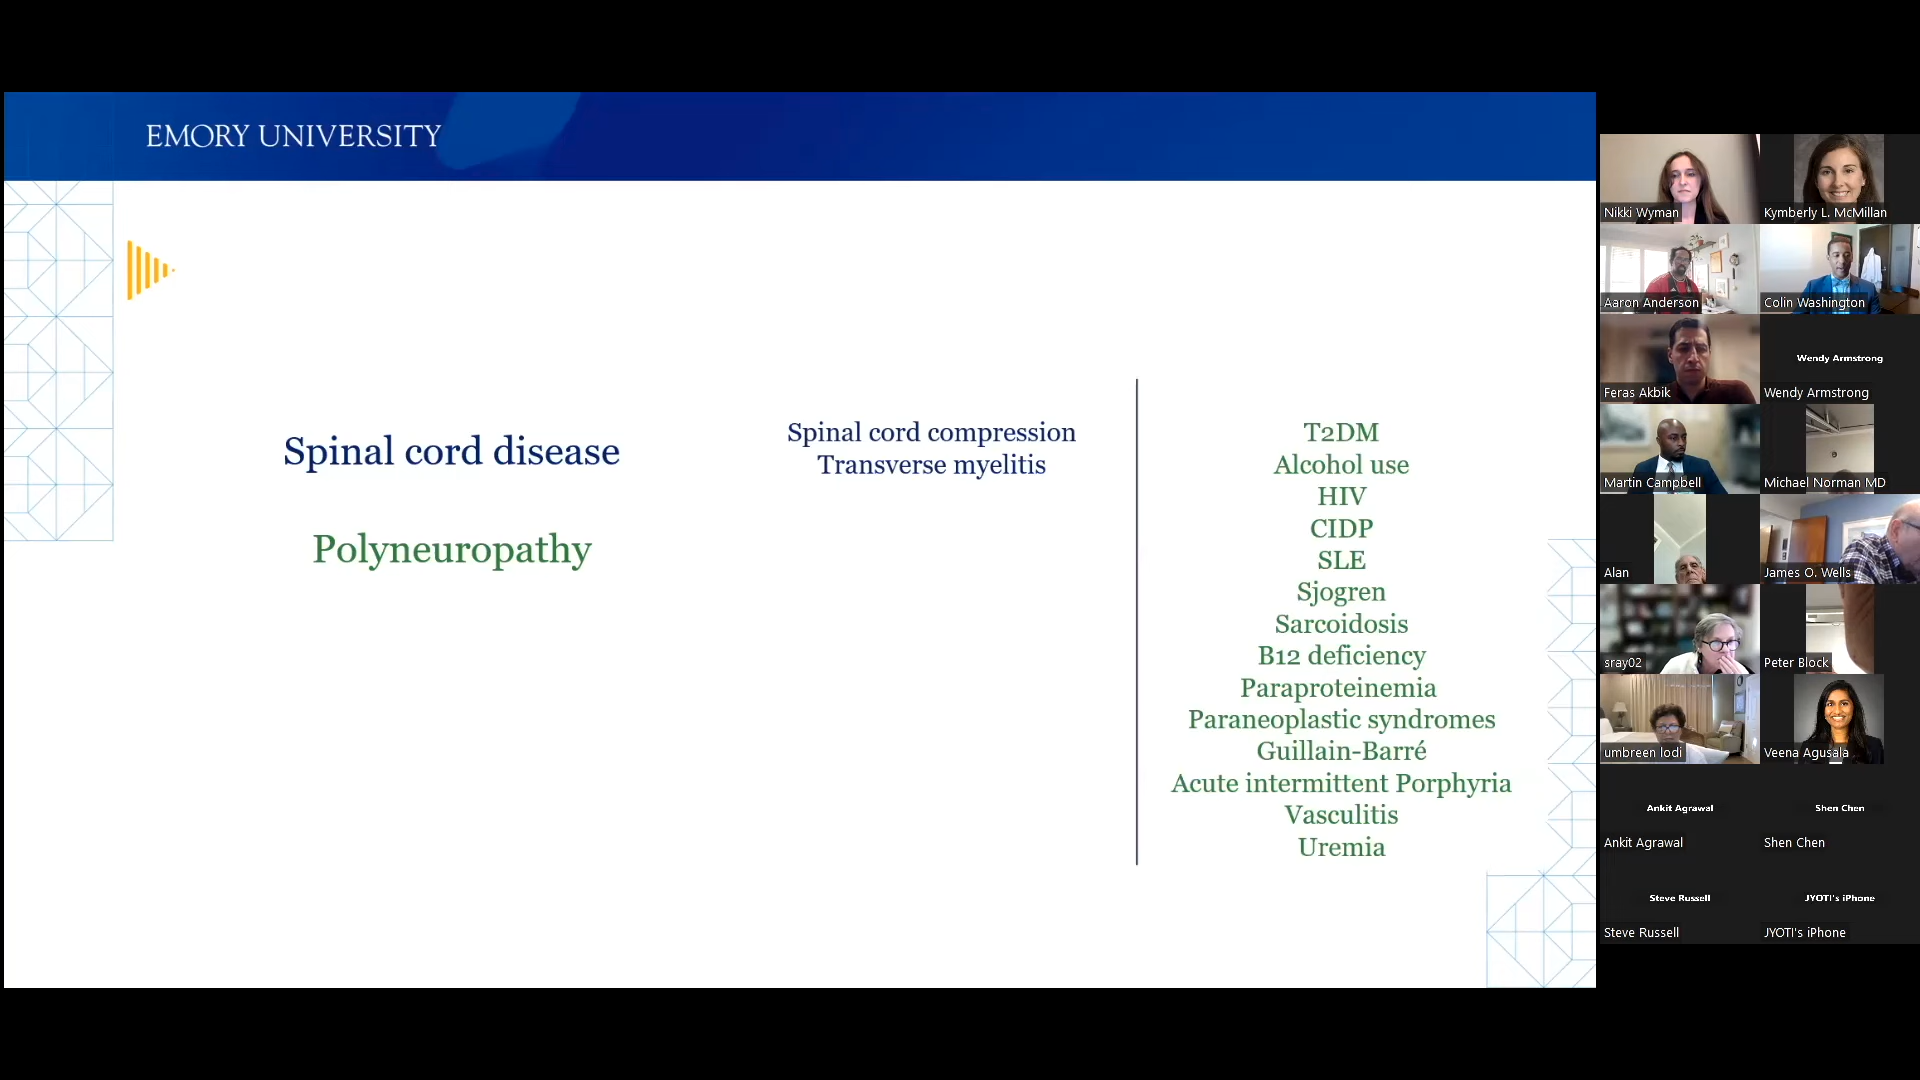 EMORY UNIVERSITY
Spinal cord disease
Polyneuropathy
Spinal cord compression
Transverse myelitis
T2DM
Alcohol use
HIV
CIDP
SLE
Sjogren
Sarcoidosis
B12 deficiency
Paraproteinemia
Paraneoplastic syndromes
Guillain-Barré
Acute intermittent Porphyria
Vasculitis
Uremia
Nikki Wyman
Kymberly L. McMillan
Aaron Anderson
Colin Washington
Feras Akbik
Wendy Armstrong
Wendy Armstrong
Martin Campbell
Michael Norman MD
Alan
James O. Wells
sray02
Peter Block
umbreen lodi
Veena Agusala
Ankit Agrawal
Shen Chen
Ankit Agrawal
Shen Chen
Steve Russell
JYOTI's iPhone
Steve Russell
JYOTI's iPhone